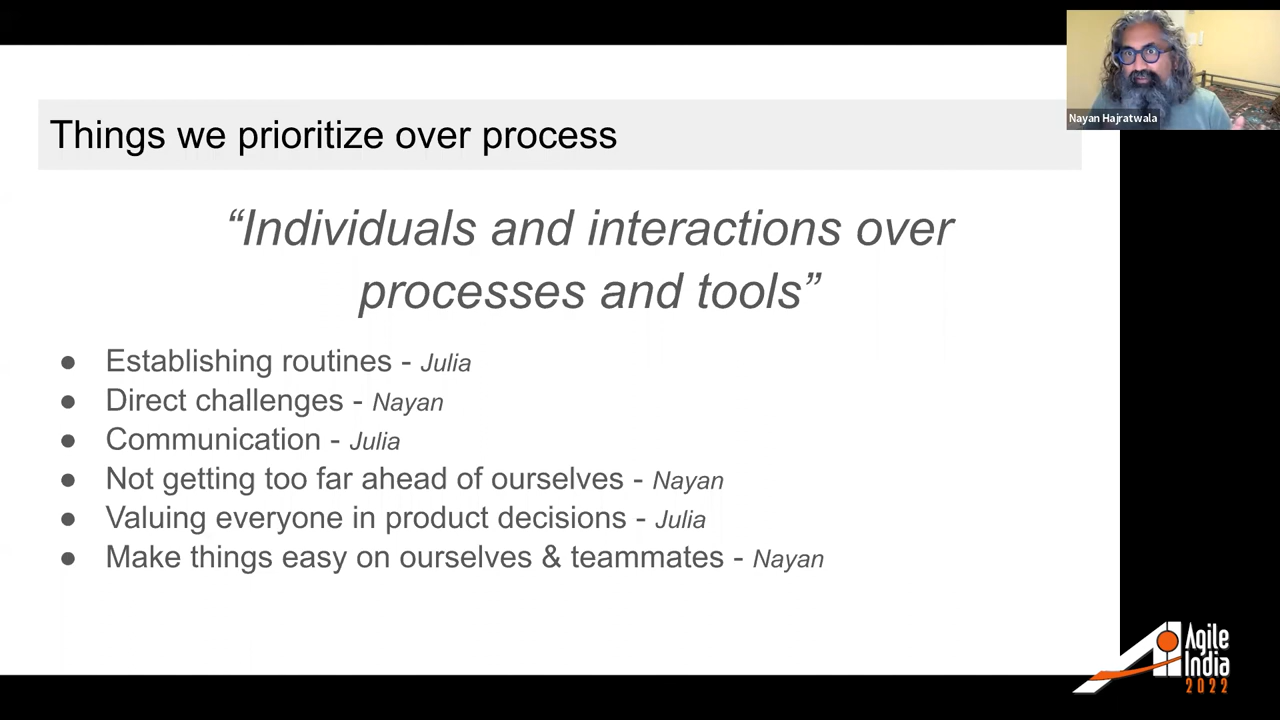 Things we prioritize over process
“Individuals and interactions over
processes and tools”
● Establishing routines - Julia
● Direct challenges - Nayan
● Communication - Julia
● Not getting too far ahead of ourselves - Nayan
● Valuing everyone in product decisions - Julia
● Make things easy on ourselves & teammates - Nayan
Nayan Hajratwala
Agile
India
2022